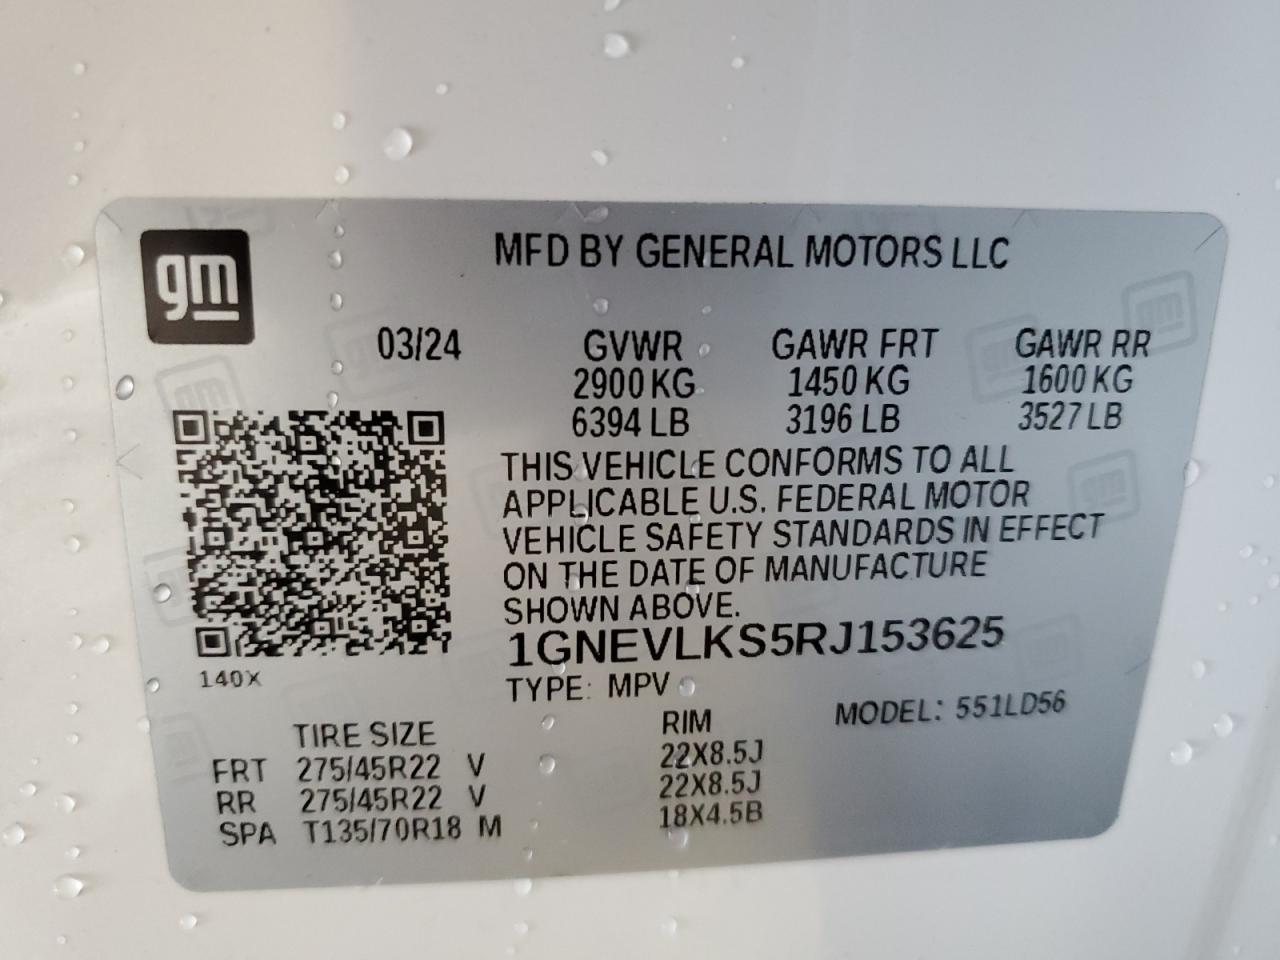 gm
MFD BY GENERAL MOTORS LLC
03/24 GVWR GAWR FRT GAWR RR
2900 KG 1450 KG 1600 KG
6394 LB 3196 LB 3527 LB
THIS VEHICLE CONFORMS TO ALL
APPLICABLE U.S. FEDERAL MOTOR
VEHICLE SAFETY STANDARDS IN EFFECT
ON THE DATE OF MANUFACTURE
SHOWN ABOVE.
1GNEVLKS5RJ153625
140X
TYPE: MPV
MODEL: 551LD56
TIRE SIZE RIM
FRT 275/45R22 V 22X8.5J
RR 275/45R22 V 22X8.5J
SPA T135/70R18 M 18X4.5B